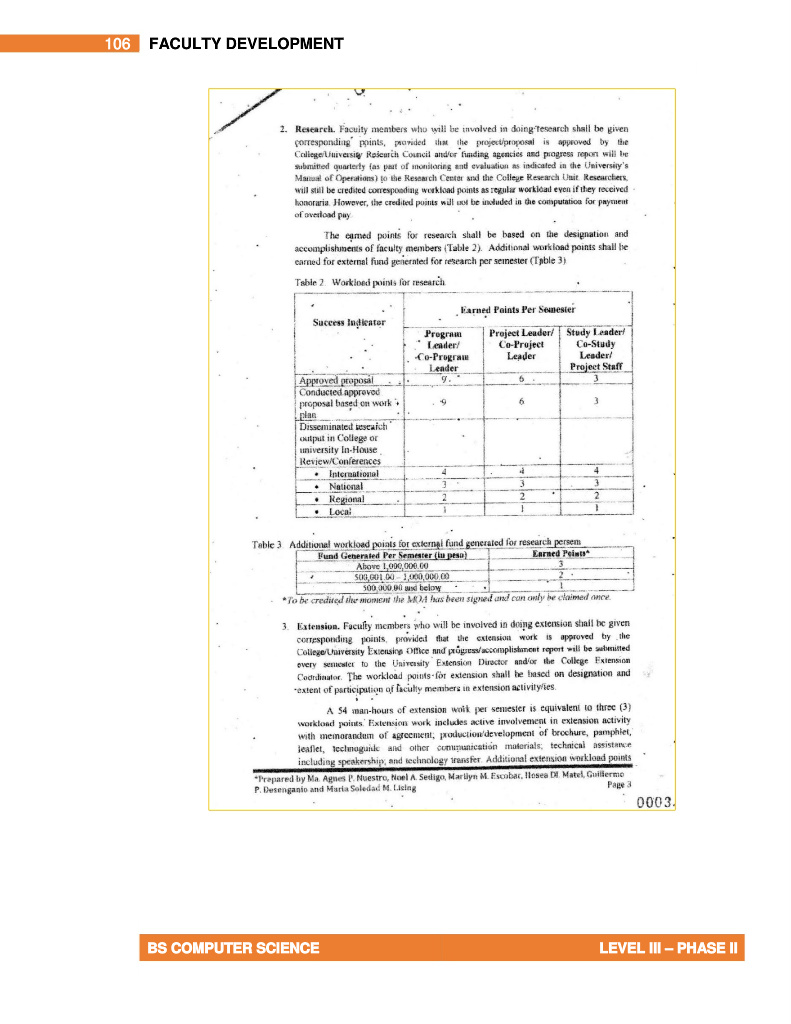 106 FACULTY DEVELOPMENT
2. Research. Faculty members who will be involved in doing research shall be given
corresponding points, provided that the project/proposal is approved by the
College/University Research Council and/or funding agencies and progress report will be
submitted quarterly (as part of monitoring and evaluation as indicated in the University's
Manual of Operations) to the Research Center and the College Research Unit. Researchers,
will still be credited corresponding workload points as regular workload even if they received
honoraria. However, the credited points will not be included in the computation for payment
of overload pay.
The earned points for research shall be based on the designation and
accomplishments of faculty members (Table 2). Additional workload points shall be
earned for external fund generated for research per semester (Table 3)
Table 2. Workload points for research
Success Indicator
Earned Points Per Semester
Program Leader/ Co-Program Leader
Project Leader/ Co-Project Leader
Study Leader/ Co-Study Leader/ Project Staff
Approved proposal 9 6 3
Conducted approved
proposal based on work 9 6 3
plan
Disseminated research
output in College or
university In-House
Review/Conferences
• International 4 4 4
• National 3 3 3
• Regional 2 2 2
• Local 1 1 1
Table 3. Additional workload points for external fund generated for research persem
Fund Generated Per Semester (in peso) Earned Points*
Above 1,000,000.00 3
500,001.00 – 1,000,000.00 2
500,000.00 and below 1
*To be credited the moment the MOA has been signed and can only be claimed once.
3. Extension. Faculty members who will be involved in doing extension shall be given
corresponding points, provided that the extension work is approved by the
College/University Extension Office and progress/accomplishment report will be submitted
every semester to the University Extension Director and/or the College Extension
Coordinator. The workload points for extension shall be based on designation and
extent of participation of faculty members in extension activity/ies.
A 54 man-hours of extension work per semester is equivalent to three (3)
workload points. Extension work includes active involvement in extension activity
with memorandum of agreement; production/development of brochure, pamphlet,
leaflet, technoguide and other communication materials; technical assistance
including speakership; and technology transfer. Additional extension workload points
*Prepared by Ma. Agnes P. Nuestro, Noel A. Sedigo, Marilyn M. Escobar, Hosea DL Matel, Guillermo
P. Desenganio and Maria Soledad M. Lising Page 3
0003
BS COMPUTER SCIENCE LEVEL III – PHASE II